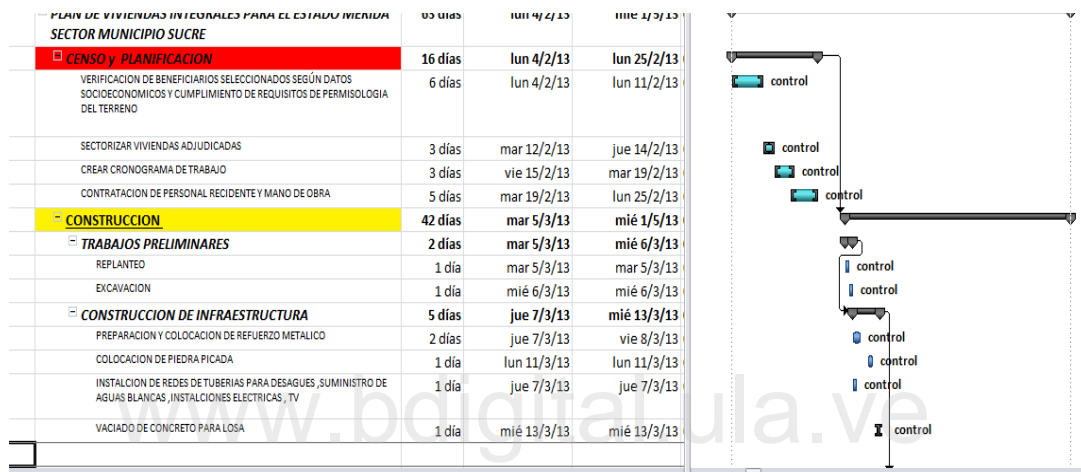 PLAN DE VIVIENDAS INTEGRALES PARA EL ESTADO MERIDA 63 días lun 4/2/13 mié 1/5/13
SECTOR MUNICIPIO SUCRE
CENSO y PLANIFICACION 16 días lun 4/2/13 lun 25/2/13
VERIFICACION DE BENEFICIARIOS SELECCIONADOS SEGÚN DATOS 6 días lun 4/2/13 lun 11/2/13 control
SOCIOECONOMICOS Y CUMPLIMIENTO DE REQUISITOS DE PERMISOLOGIA
DEL TERRENO
SECTORIZAR VIVIENDAS ADJUDICADAS 3 días mar 12/2/13 jue 14/2/13 control
CREAR CRONOGRAMA DE TRABAJO 3 días vie 15/2/13 mar 19/2/13 control
CONTRATACION DE PERSONAL RECIDENTE Y MANO DE OBRA 5 días mar 19/2/13 lun 25/2/13 control
CONSTRUCCION 42 días mar 5/3/13 mié 1/5/13
TRABAJOS PRELIMINARES 2 días mar 5/3/13 mié 6/3/13
REPLANTEO 1 día mar 5/3/13 mar 5/3/13 control
EXCAVACION 1 día mié 6/3/13 mié 6/3/13 control
CONSTRUCCION DE INFRAESTRUCTURA 5 días jue 7/3/13 mié 13/3/13
PREPARACION Y COLOCACION DE REFUERZO METALICO 2 días jue 7/3/13 vie 8/3/13 control
COLOCACION DE PIEDRA PICADA 1 día lun 11/3/13 lun 11/3/13 control
INSTALCION DE REDES DE TUBERIAS PARA DESAGUES ,SUMINISTRO DE 1 día jue 7/3/13 jue 7/3/13 control
AGUAS BLANCAS ,INSTALCIONES ELECTRICAS , TV
VACIADO DE CONCRETO PARA LOSA 1 día mié 13/3/13 mié 13/3/13 control
www.bdigital.ula.ve